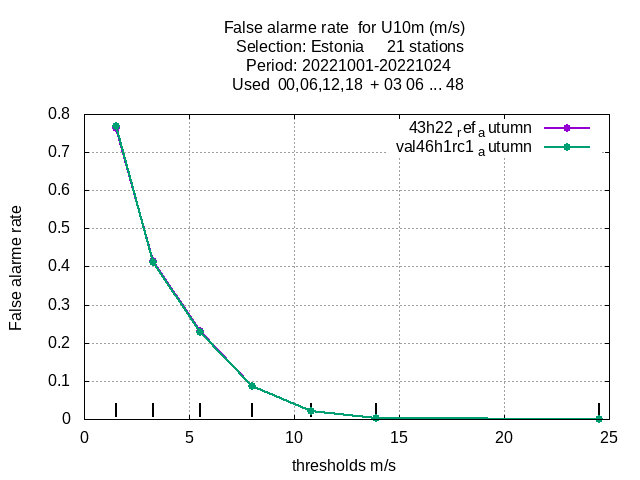 False alarme rate  for U10m (m/s)
Selection: Estonia     21 stations
Period: 20221001-20221024
Used  00,06,12,18  + 03 06 ... 48
43h22 ref autumn
val46h1rc1 autumn
0.8
0.7
0.6
0.5
0.4
0.3
0.2
0.1
0
False alarme rate
0 5 10 15 20 25
thresholds m/s